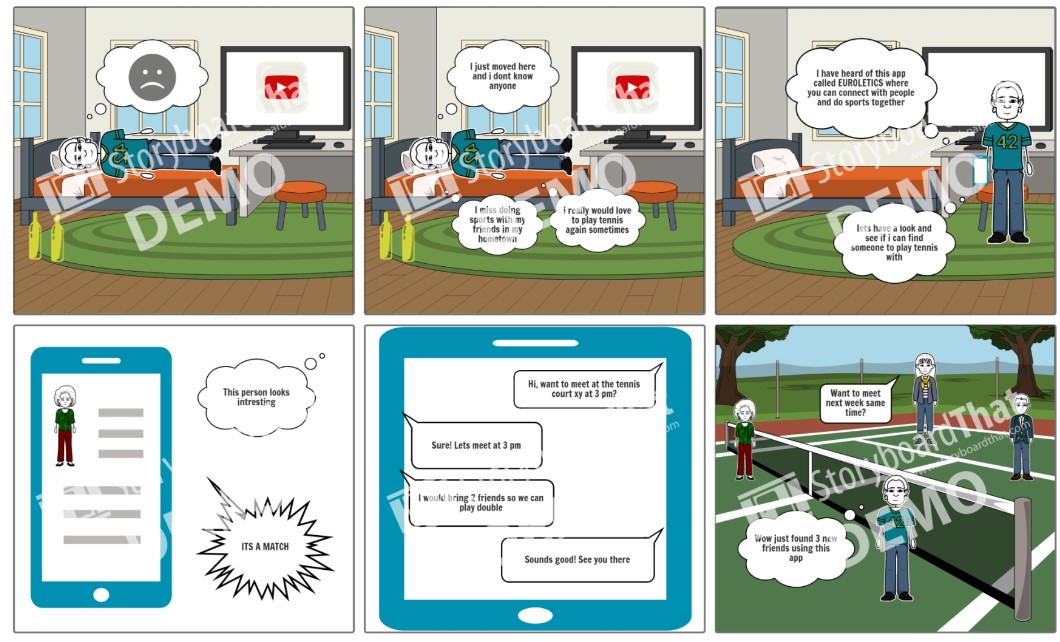 I just moved here
and i dont know
anyone
I miss doing
sports with my
friends in my
hometown
i really would love
to play tennis
again sometimes
I have heard of this app
called EUROLETICS where
you can connect with people
and do sports together
42
lets have a look and
see if i can find
someone to play tennis
with
This person looks
intresting
ITS A MATCH
Hi, want to meet at the tennis
court xy at 3 pm?
Sure! Lets meet at 3 pm
I would bring 2 friends so we can
play double
Sounds good! See you there
Want to meet
next week same
time?
42
Wow just found 3 new
friends using this
app
StoryboardThat
DEMO